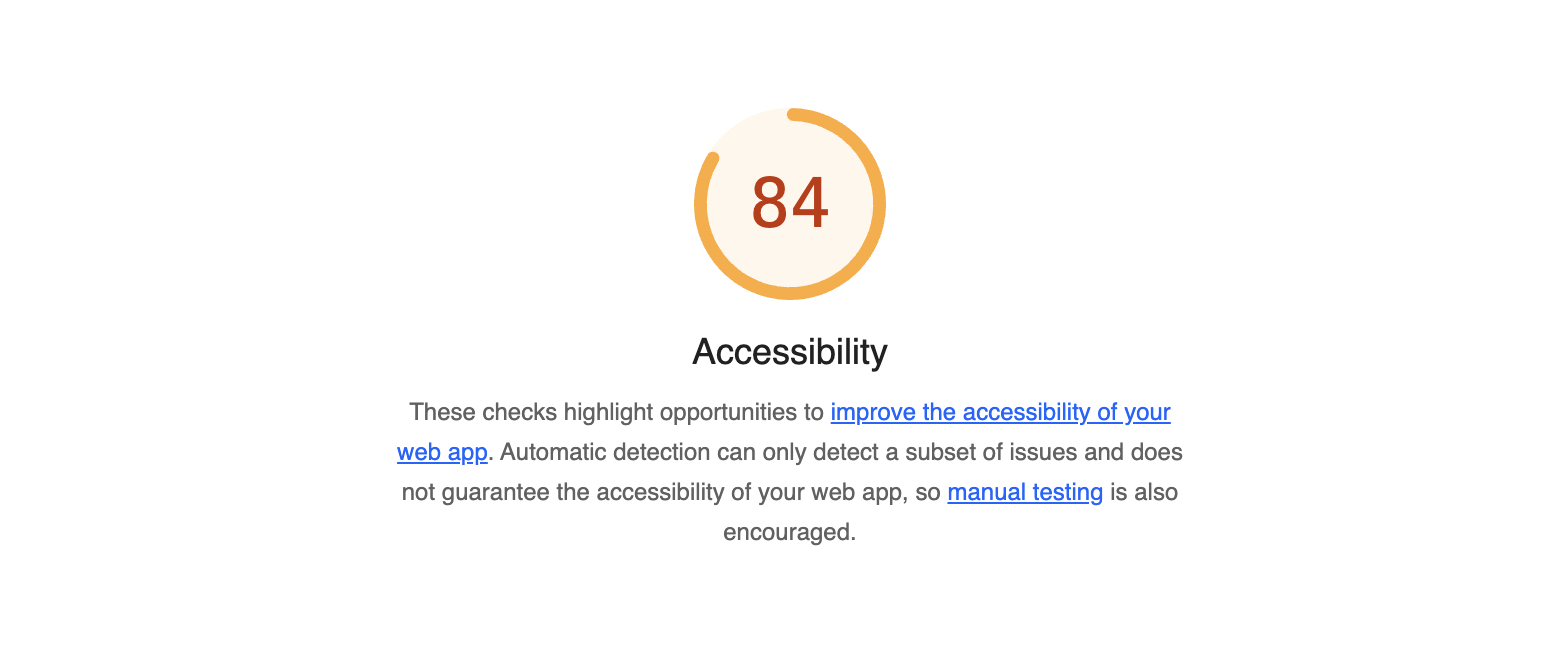 84
Accessibility
These checks highlight opportunities to improve the accessibility of your
web app. Automatic detection can only detect a subset of issues and does
not guarantee the accessibility of your web app, so manual testing is also
encouraged.